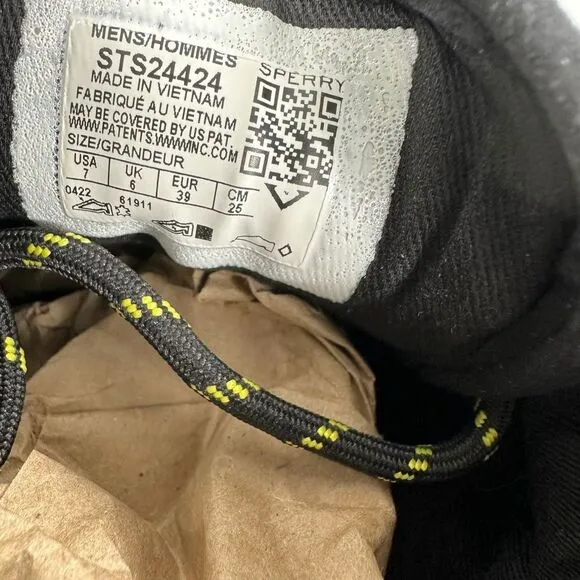 MENS/HOMMES
STS24424
SPERRY
MADE IN VIETNAM
FABRIQUÉ AU VIETNAM
MAY BE COVERED BY US PAT.
WWW.PATENTS.WWWINC.COM
SIZE/GRANDEUR
USA UK EUR CM
7 6 39 25
0422 61911